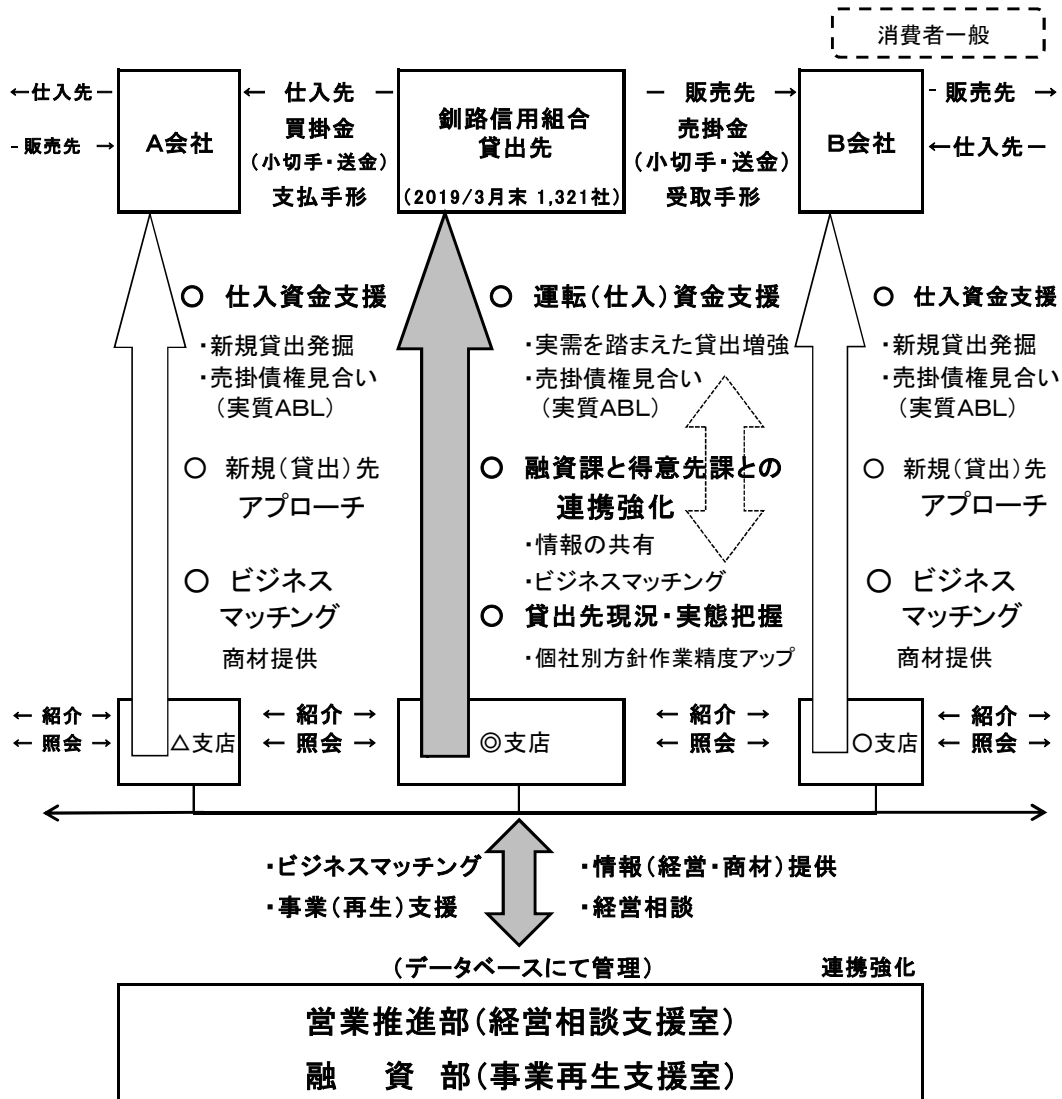 消費者一般
←仕入先－
-販売先 →
A会社
← 仕入先 －
買掛金
(小切手・送金)
支払手形
釧路信用組合
貸出先
(2019/3月末 1,321社)
－ 販売先 →
売掛金
(小切手・送金)
受取手形
B会社
- 販売先 →
←仕入先－
○ 仕入資金支援
・新規貸出発掘
・売掛債権見合い
(実質ABL)
○ 新規(貸出)先
アプローチ
○ ビジネス
マッチング
商材提供
○ 運転(仕入)資金支援
・実需を踏まえた貸出増強
・売掛債権見合い
(実質ABL)
○ 融資課と得意先課との
連携強化
・情報の共有
・ビジネスマッチング
○ 貸出先現況・実態把握
・個社別方針作業精度アップ
○ 仕入資金支援
・新規貸出発掘
・売掛債権見合い
(実質ABL)
○ 新規(貸出)先
アプローチ
○ ビジネス
マッチング
商材提供
← 紹介 →
← 照会 →
△支店
← 紹介 →
← 照会 →
◎支店
← 紹介 →
← 照会 →
○支店
← 紹介 →
← 照会 →
・ビジネスマッチング
・事業(再生)支援
・情報(経営・商材)提供
・経営相談
(データベースにて管理)
連携強化
営業推進部(経営相談支援室)
融 資 部(事業再生支援室)